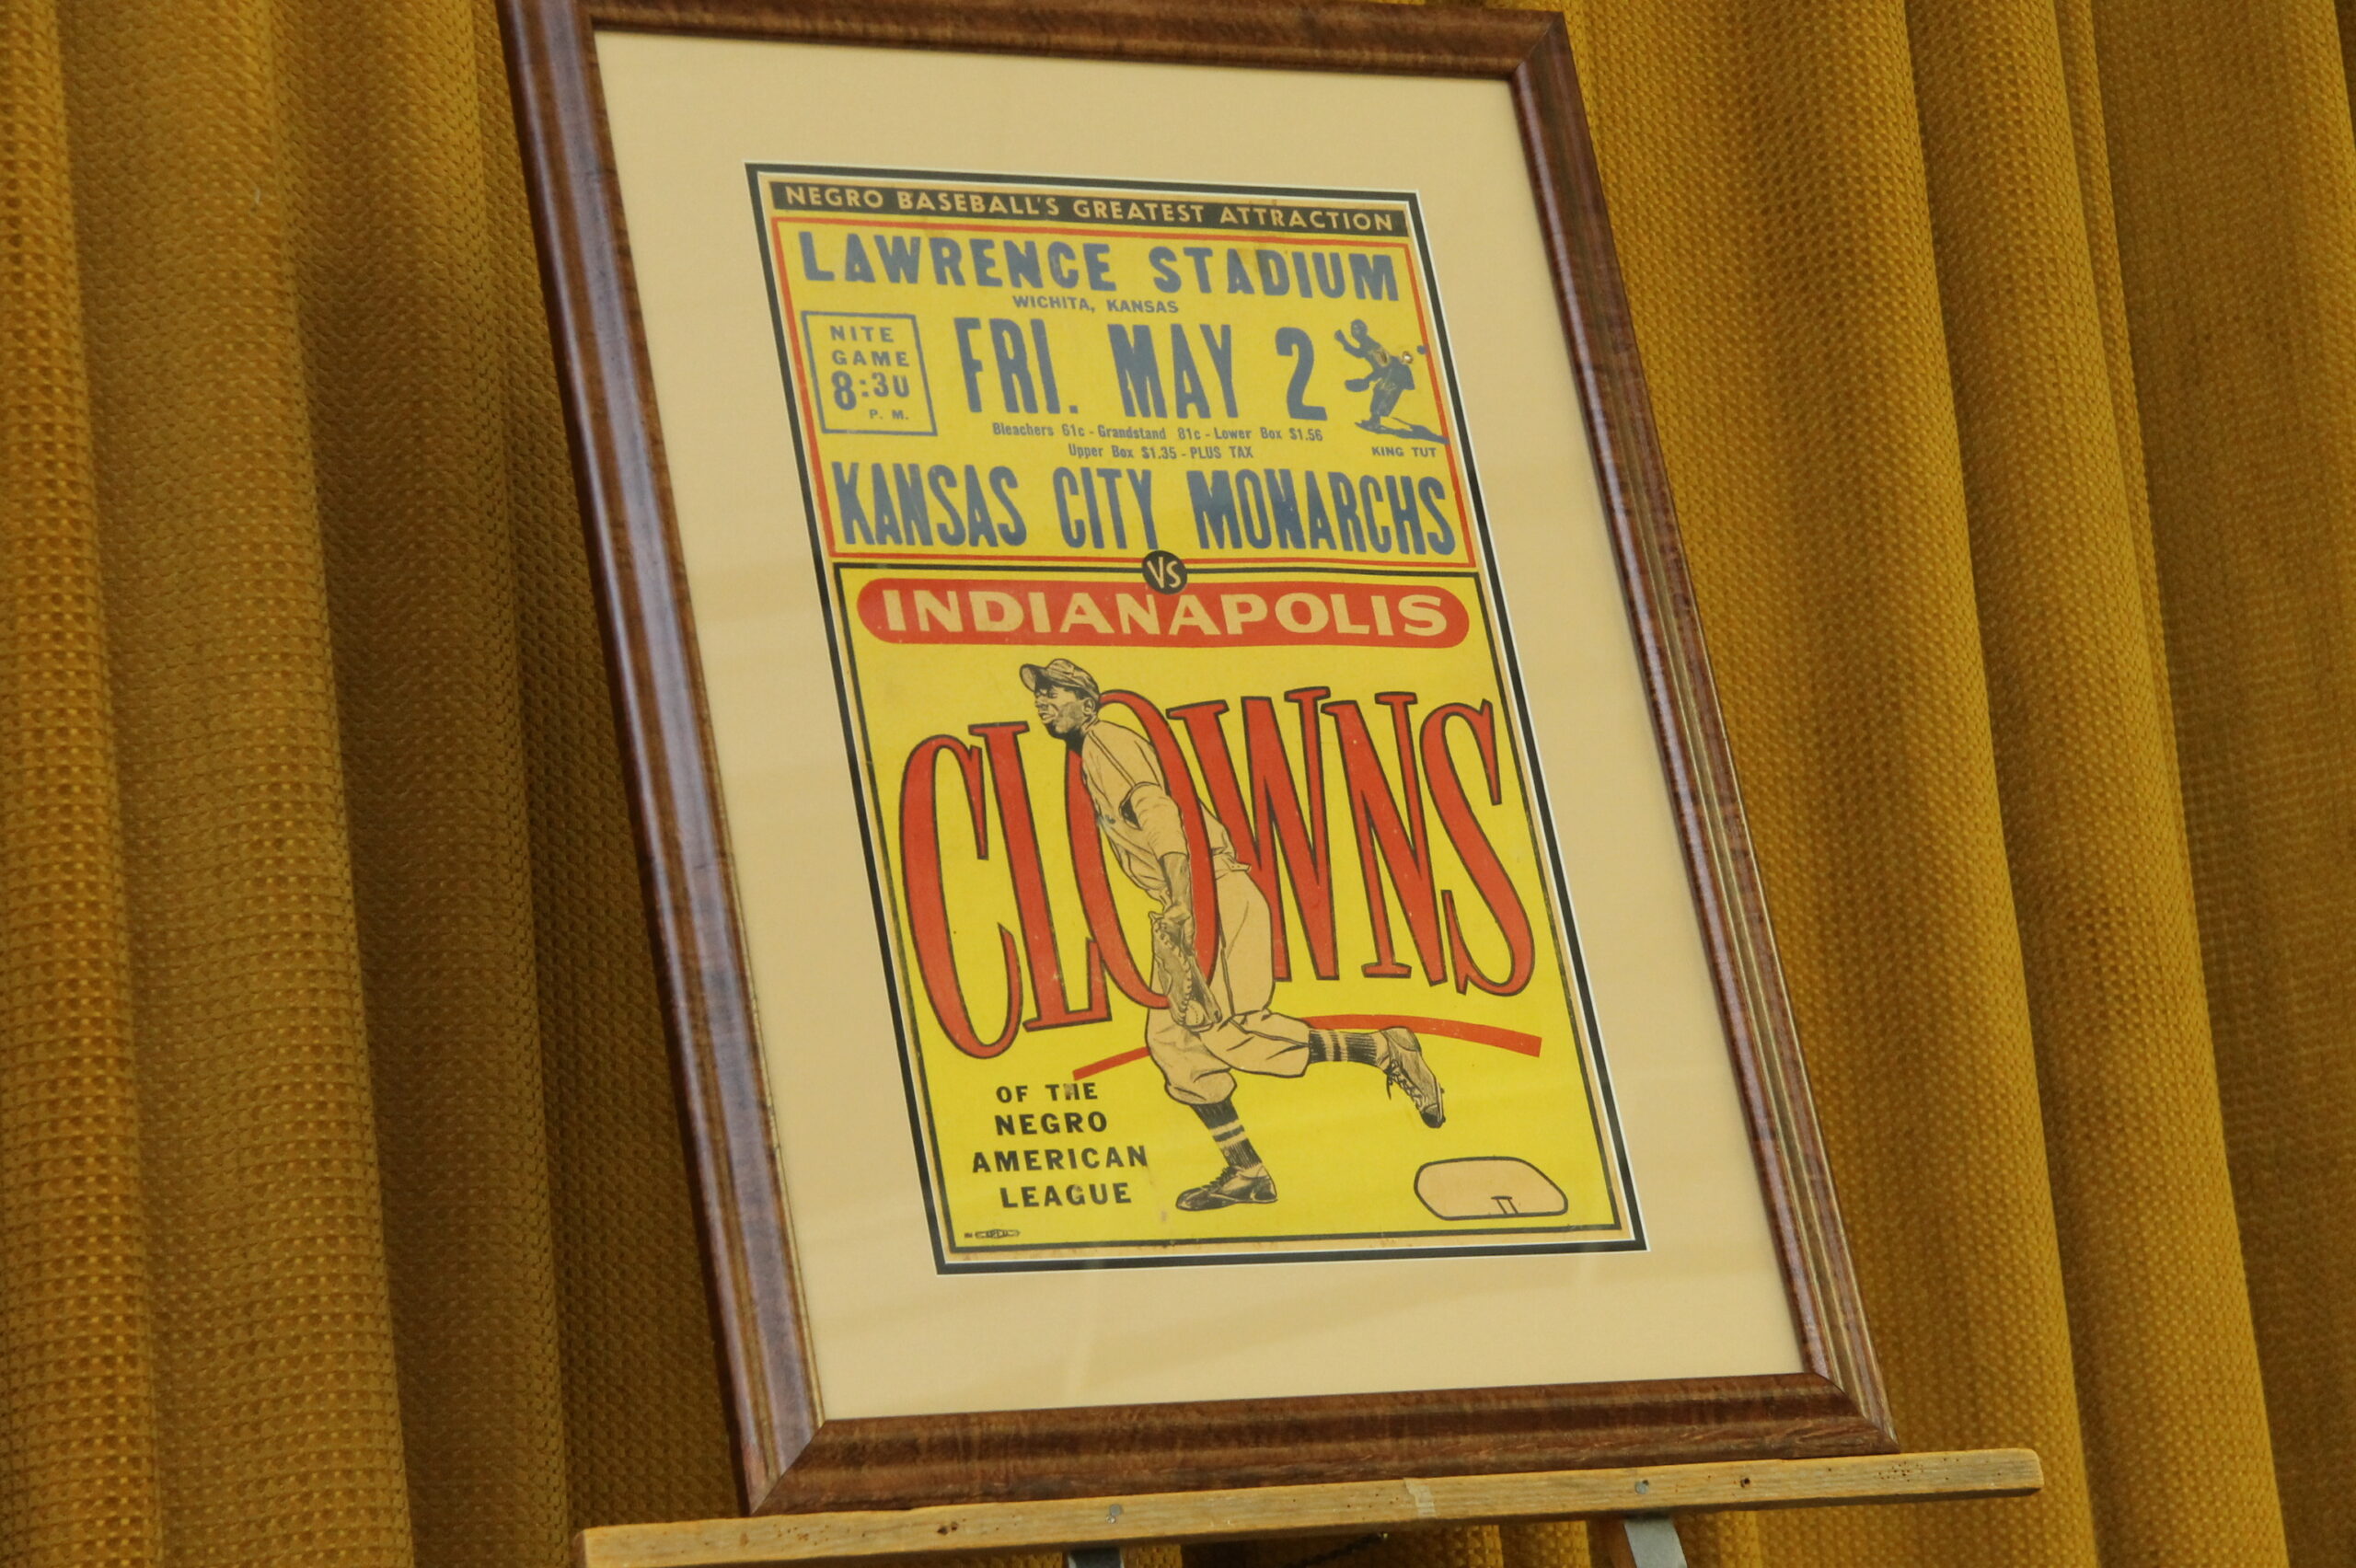 NEGRO BASEBALL'S GREATEST ATTRACTION
LAWRENCE STADIUM
WICHITA, KANSAS
NITE
GAME
8:30
P. M.
FRI. MAY 2
Bleachers 61c - Grandstand 81c - Lower Box $1.56
Upper Box $1.35 - PLUS TAX
KING TUT
KANSAS CITY MONARCHS
VS
INDIANAPOLIS
CLOWNS
OF THE
NEGRO
AMERICAN
LEAGUE